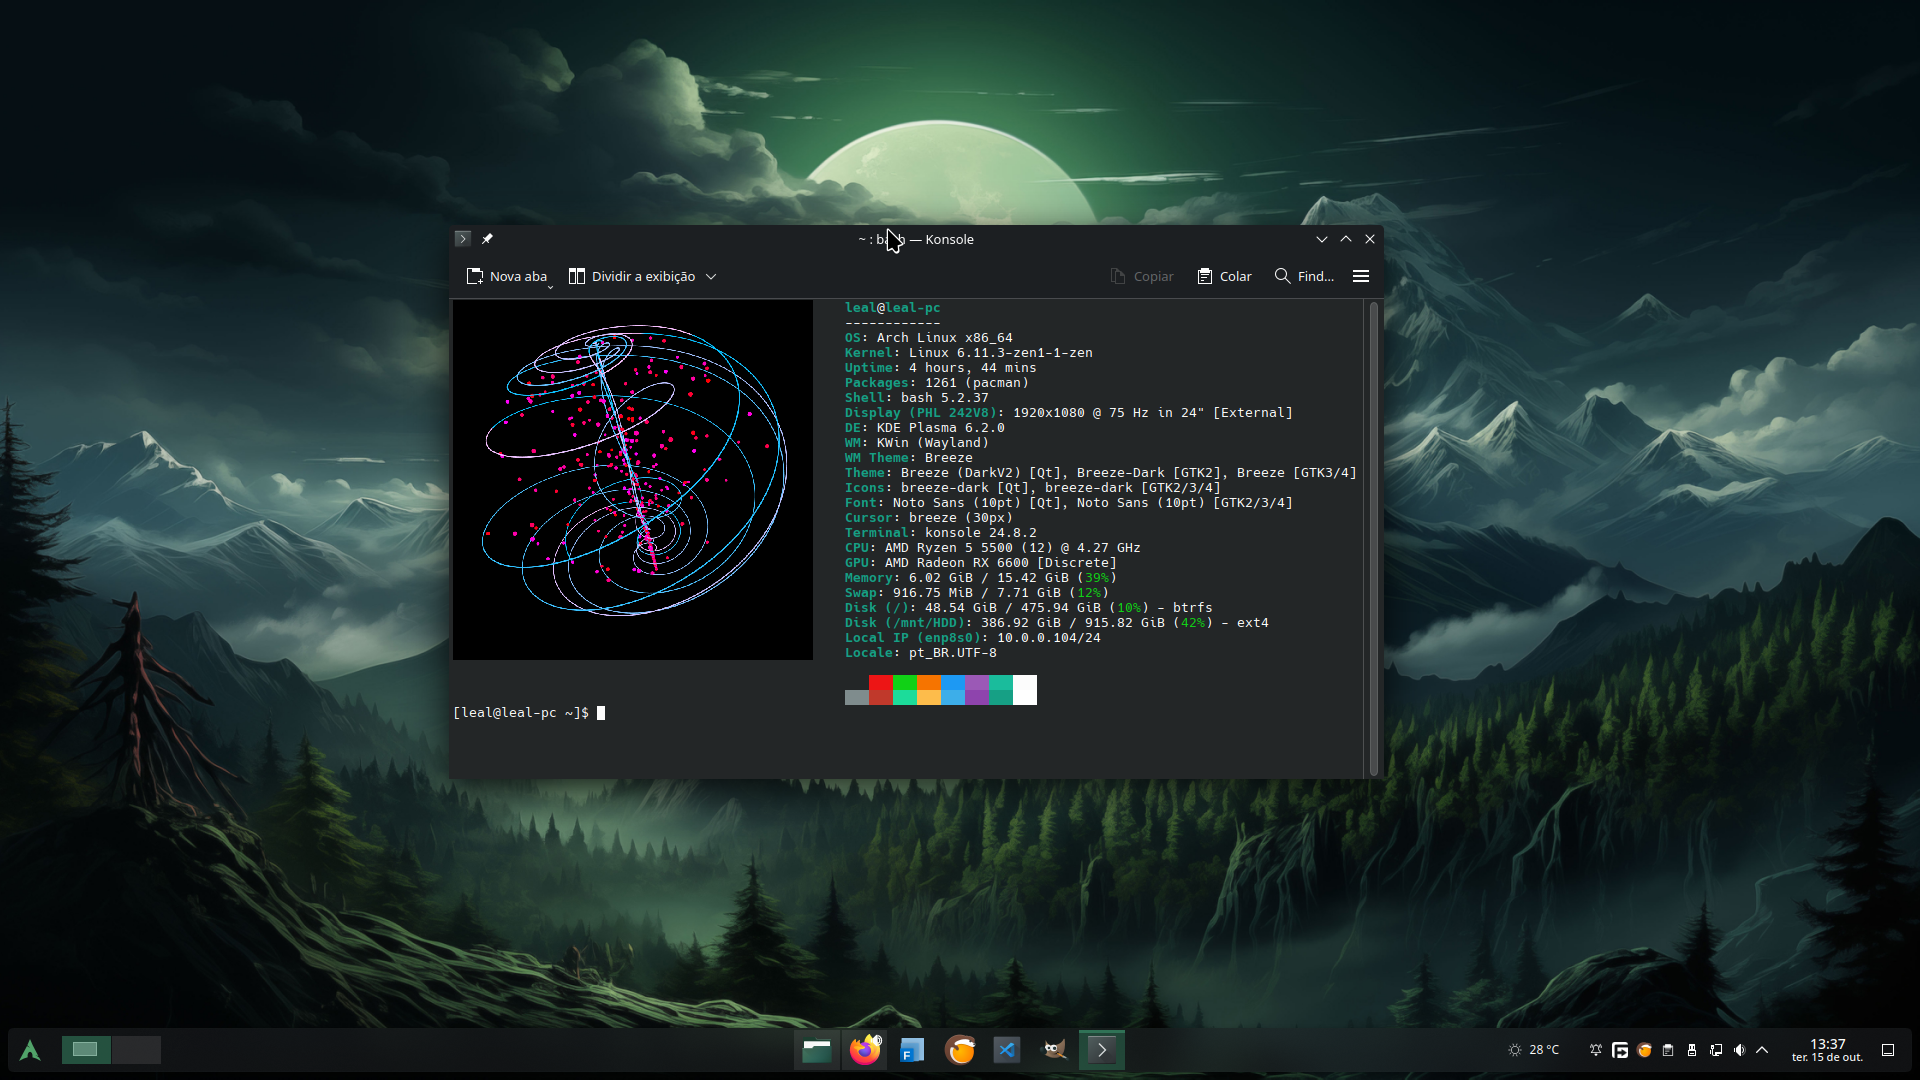 ~ : bash — Konsole
Nova aba
Dividir a exibição
Copiar
Colar
Find...
leal@leal-pc
------------
OS: Arch Linux x86_64
Kernel: Linux 6.11.3-zen1-1-zen
Uptime: 4 hours, 44 mins
Packages: 1261 (pacman)
Shell: bash 5.2.37
Display (PHL 242V8): 1920x1080 @ 75 Hz in 24" [External]
DE: KDE Plasma 6.2.0
WM: KWin (Wayland)
WM Theme: Breeze
Theme: Breeze (DarkV2) [Qt], Breeze-Dark [GTK2], Breeze [GTK3/4]
Icons: breeze-dark [Qt], breeze-dark [GTK2/3/4]
Font: Noto Sans (10pt) [Qt], Noto Sans (10pt) [GTK2/3/4]
Cursor: breeze (30px)
Terminal: konsole 24.8.2
CPU: AMD Ryzen 5 5500 (12) @ 4.27 GHz
GPU: AMD Radeon RX 6600 [Discrete]
Memory: 6.02 GiB / 15.42 GiB (39%)
Swap: 916.75 MiB / 7.71 GiB (12%)
Disk (/): 48.54 GiB / 475.94 GiB (10%) - btrfs
Disk (/mnt/HDD): 386.92 GiB / 915.82 GiB (42%) - ext4
Local IP (enp8s0): 10.0.0.104/24
Locale: pt_BR.UTF-8
[leal@leal-pc ~]$
28 °C
13:37
ter. 15 de out.